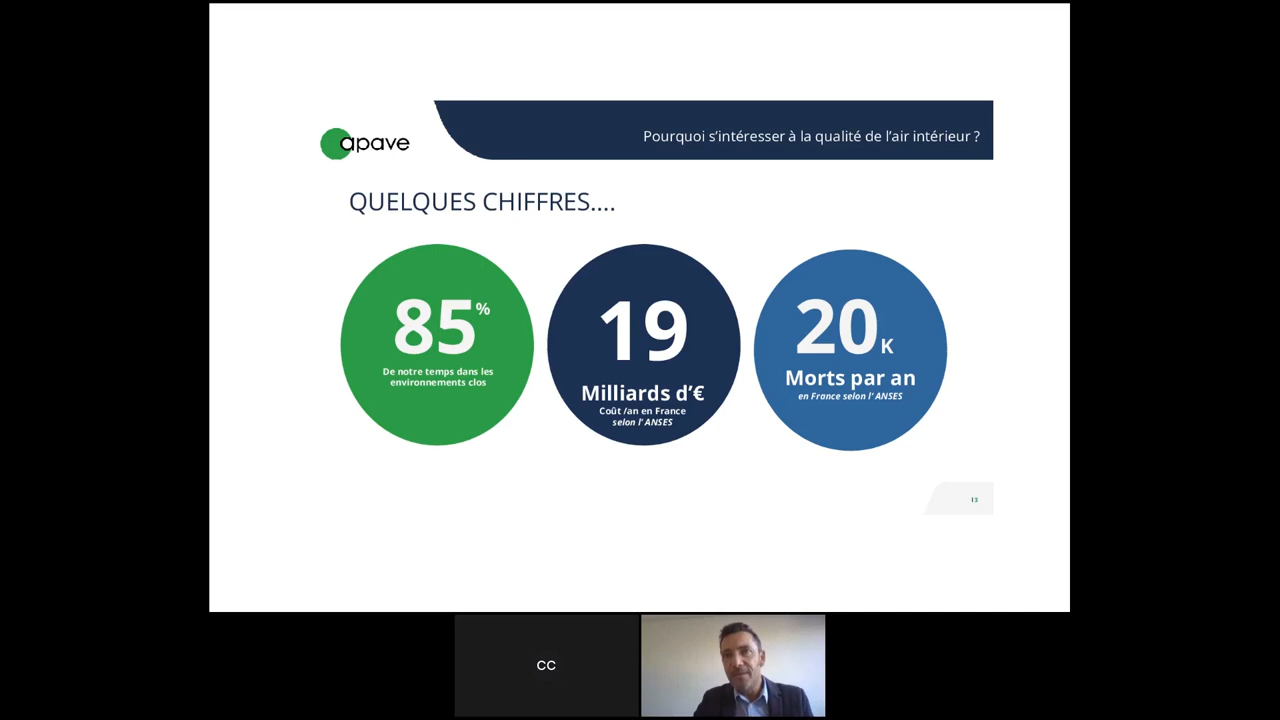 apave
Pourquoi s’intéresser à la qualité de l’air intérieur ?
QUELQUES CHIFFRES....
85%
De notre temps dans les
environnements clos
19
Milliards d’€
Coût /an en France
selon l’ ANSES
20K
Morts par an
en France selon l’ ANSES
13
CC